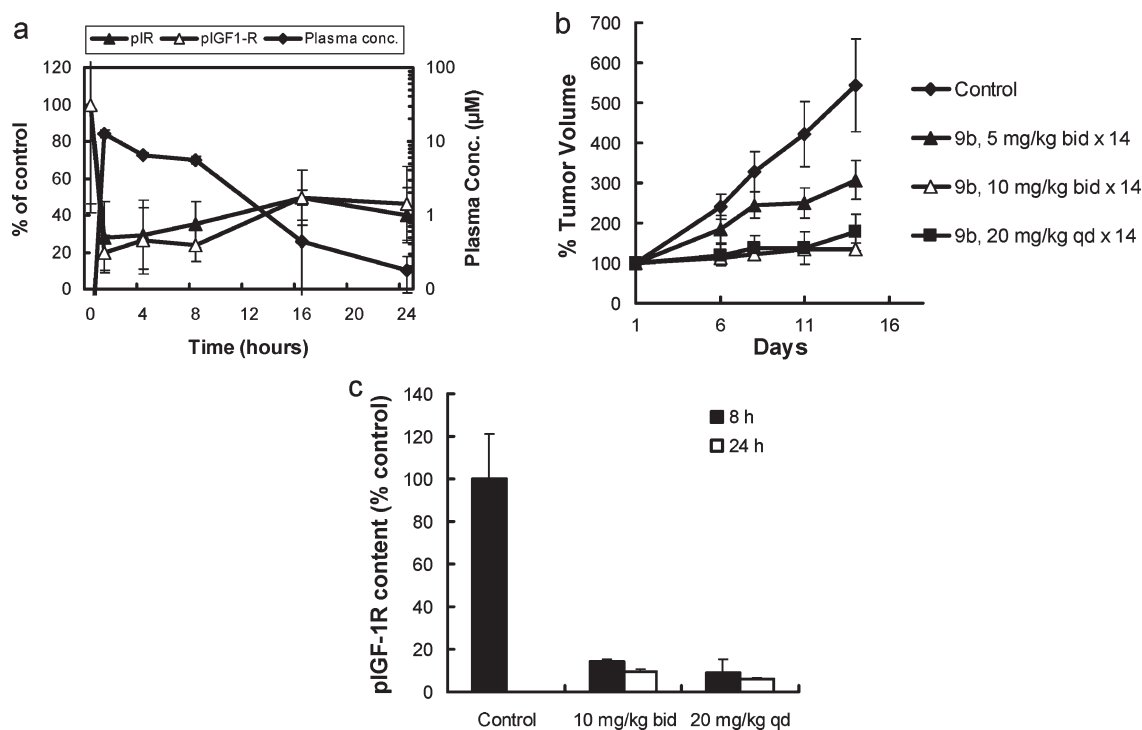 a
pIR pIGF1-R Plasma conc.
% of control
120
100
80
60
40
20
0
0 4 8 12 16 20 24
Time (hours)
100
10
1
0
0
Plasma Conc. (µM)
b
% Tumor Volume
700
600
500
400
300
200
100
0
1 6 11 16
Days
Control
9b, 5 mg/kg bid x 14
9b, 10 mg/kg bid x 14
9b, 20 mg/kg qd x 14
c
pIGF-1R content (% control)
140
120
100
80
60
40
20
0
8 h
24 h
Control 10 mg/kg bid 20 mg/kg qd